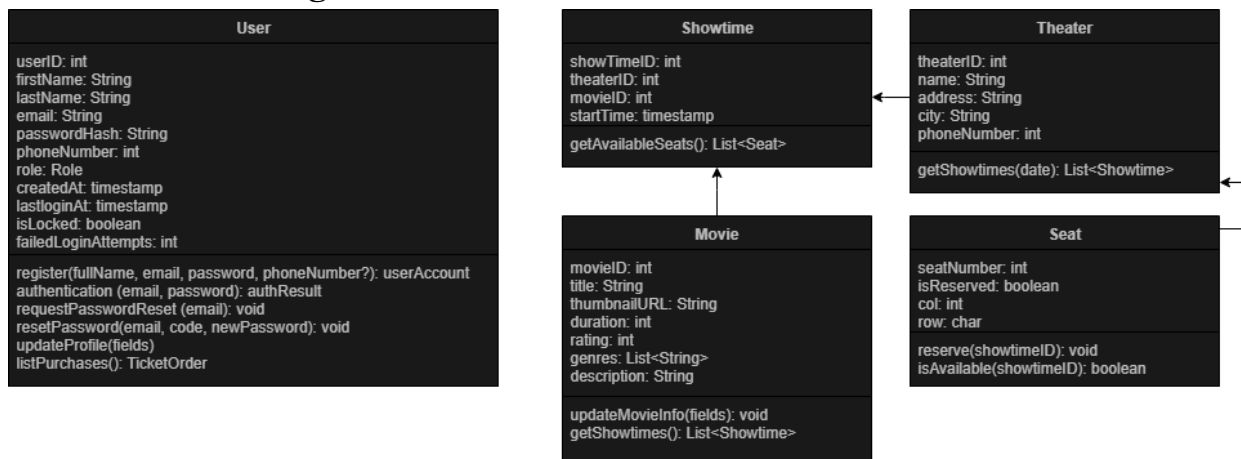 User
userID: int
firstName: String
lastName: String
email: String
passwordHash: String
phoneNumber: int
role: Role
createdAt: timestamp
lastloginAt: timestamp
isLocked: boolean
failedLoginAttempts: int
register(fullName, email, password, phoneNumber?): userAccount
authentication (email, password): authResult
requestPasswordReset (email): void
resetPassword(email, code, newPassword): void
updateProfile(fields)
listPurchases(): TicketOrder
Showtime
showTimeID: int
theaterID: int
movieID: int
startTime: timestamp
getAvailableSeats(): List<Seat>
Theater
theaterID: int
name: String
address: String
city: String
phoneNumber: int
getShowtimes(date): List<Showtime>
Movie
movieID: int
title: String
thumbnailURL: String
duration: int
rating: int
genres: List<String>
description: String
updateMovieInfo(fields): void
getShowtimes(): List<Showtime>
Seat
seatNumber: int
isReserved: boolean
col: int
row: char
reserve(showtimeID): void
isAvailable(showtimeID): boolean